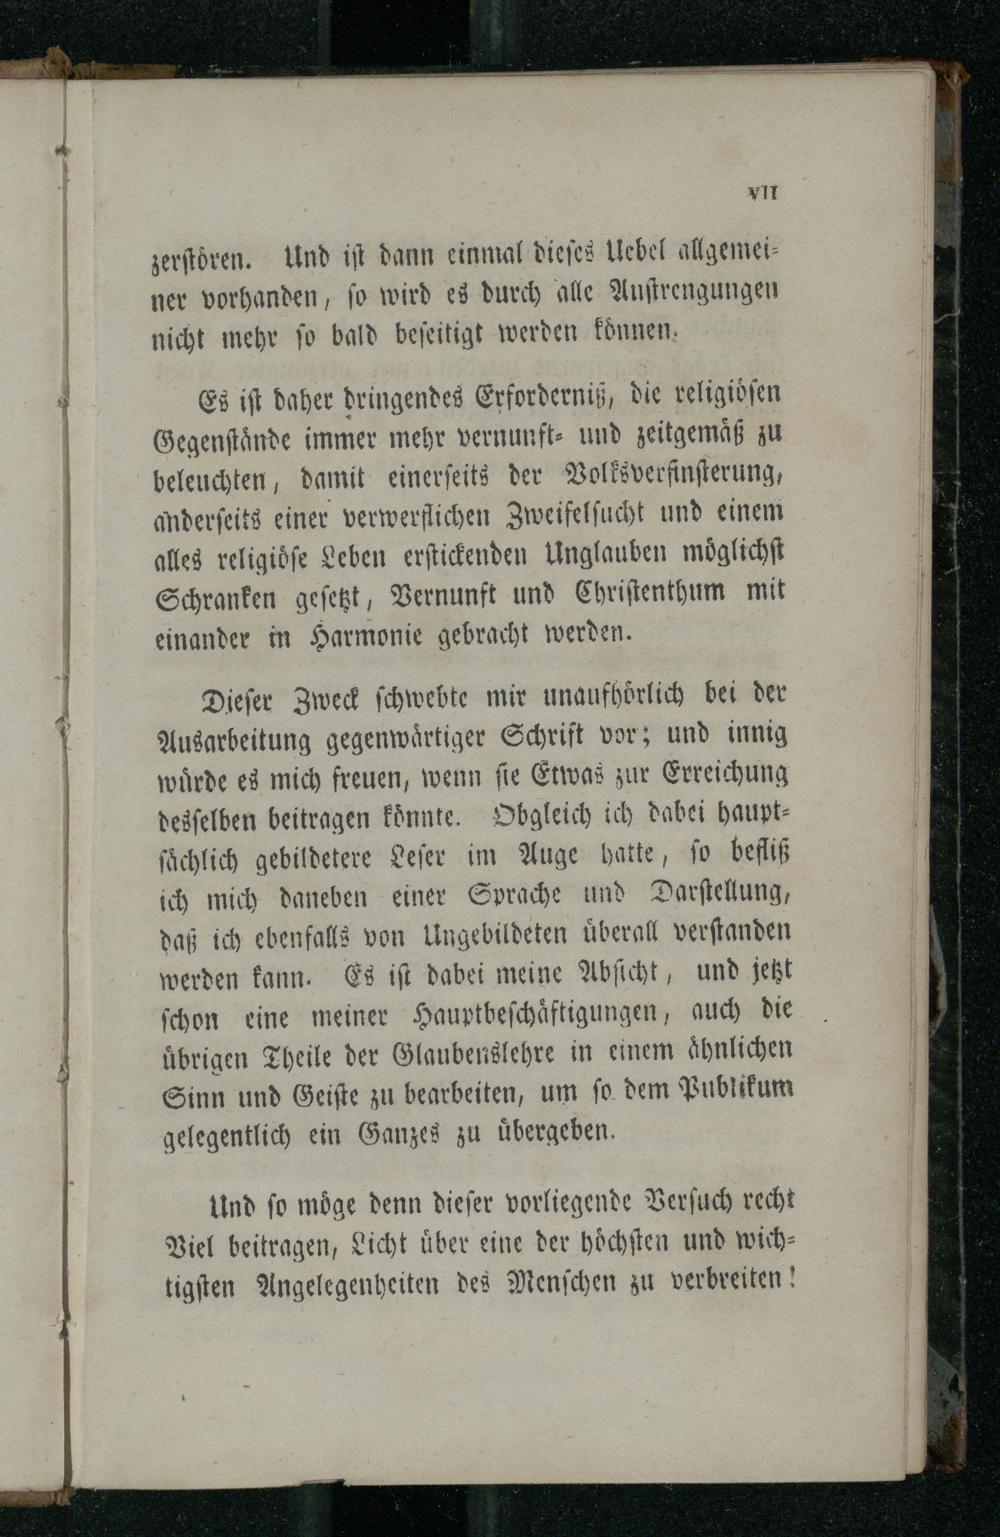 VII
zerstören. Und ist dann einmal dieses Uebel allgemei-
ner vorhanden, so wird es durch alle Anstrengungen
nicht mehr so bald beseitigt werden können.
Es ist daher dringendes Erforderniß, die religiösen
Gegenstände immer mehr vernunft- und zeitgemäß zu
beleuchten, damit einerseits der Volksverfinsterung,
anderseits einer verwerflichen Zweifelsucht und einem
alles religiöse Leben erstickenden Unglauben möglichst
Schranken gesetzt, Vernunft und Christenthum mit
einander in Harmonie gebracht werden.
Dieser Zweck schwebte mir unaufhörlich bei der
Ausarbeitung gegenwärtiger Schrift vor; und innig
würde es mich freuen, wenn sie Etwas zur Erreichung
desselben beitragen könnte. Obgleich ich dabei haupt-
sächlich gebildetere Leser im Auge hatte, so befliß
ich mich daneben einer Sprache und Darstellung,
daß ich ebenfalls von Ungebildeten überall verstanden
werden kann. Es ist dabei meine Absicht, und jetzt
schon eine meiner Hauptbeschäftigungen, auch die
übrigen Theile der Glaubenslehre in einem ähnlichen
Sinn und Geiste zu bearbeiten, um so dem Publikum
gelegentlich ein Ganzes zu übergeben.
Und so möge denn dieser vorliegende Versuch recht
Viel beitragen, Licht über eine der höchsten und wich-
tigsten Angelegenheiten des Menschen zu verbreiten!